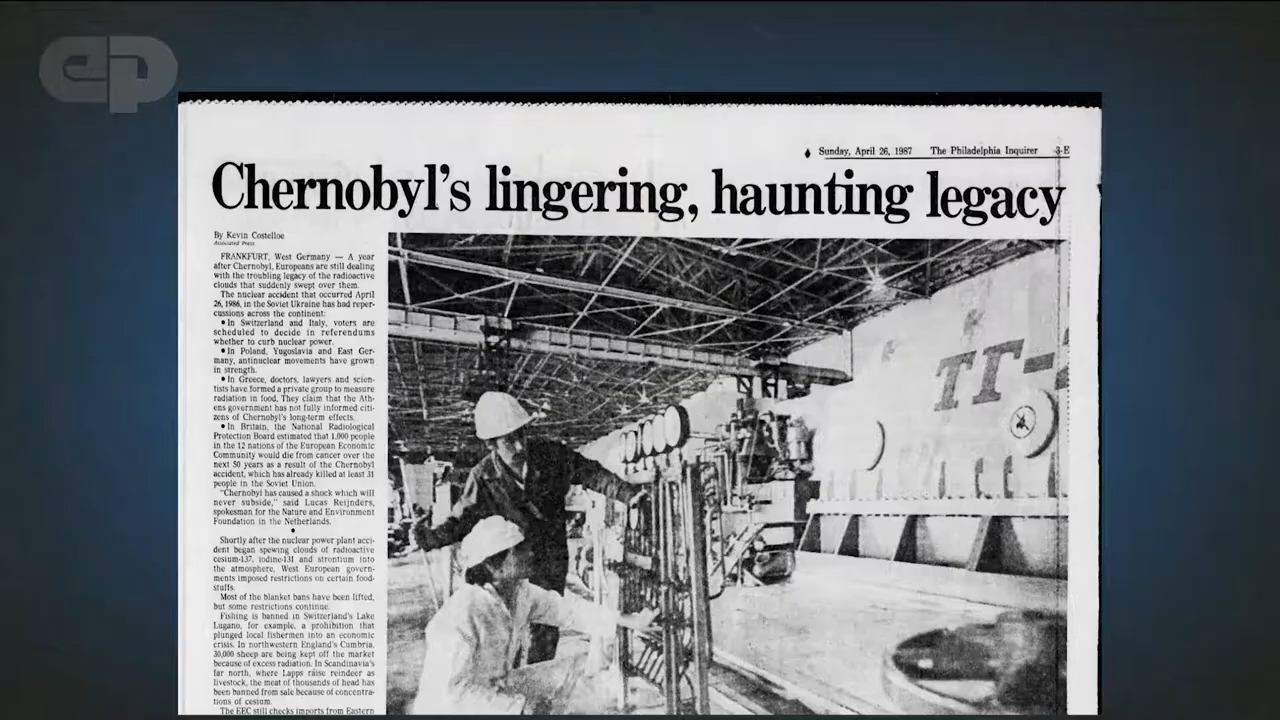 ep
Sunday, April 26, 1987 The Philadelphia Inquirer 3-E
Chernobyl's lingering, haunting legacy
By Kevin Costelloe
Associated Press
FRANKFURT, West Germany — A year
after Chernobyl, Europeans are still dealing
with the troubling legacy of the radioactive
clouds that suddenly swept over them.
The nuclear accident that occurred April
26, 1986, in the Soviet Ukraine has had reper-
cussions across the continent:
● In Switzerland and Italy, voters are
scheduled to decide in referendums
whether to curb nuclear power.
● In Poland, Yugoslavia and East Ger-
many, antinuclear movements have grown
in strength.
● In Greece, doctors, lawyers and scien-
tists have formed a private group to measure
radiation in food. They claim that the Ath-
ens government has not fully informed citi-
zens of Chernobyl's long-term effects.
● In Britain, the National Radiological
Protection Board estimated that 1,000 people
in the 12 nations of the European Economic
Community would die from cancer over the
next 50 years as a result of the Chernobyl
accident, which has already killed at least 31
people in the Soviet Union.
"Chernobyl has caused a shock which will
never subside," said Lucas Reijnders,
spokesman for the Nature and Environment
Foundation in the Netherlands.
Shortly after the nuclear power plant acci-
dent began spewing clouds of radioactive
cesium-137, iodine-131 and strontium into
the atmosphere, West European govern-
ments imposed restrictions on certain food-
stuffs.
Most of the blanket bans have been lifted,
but some restrictions continue.
Fishing is banned in Switzerland's Lake
Lugano, for example, a prohibition that
plunged local fishermen into an economic
crisis. In northwestern England's Cumbria,
30,000 sheep are being kept off the market
because of excess radiation. In Scandinavia's
far north, where Lapps raise reindeer as
livestock, the meat of thousands of head has
been banned from sale because of concentra-
tions of cesium.
The EEC still checks imports from Eastern
ТГ-